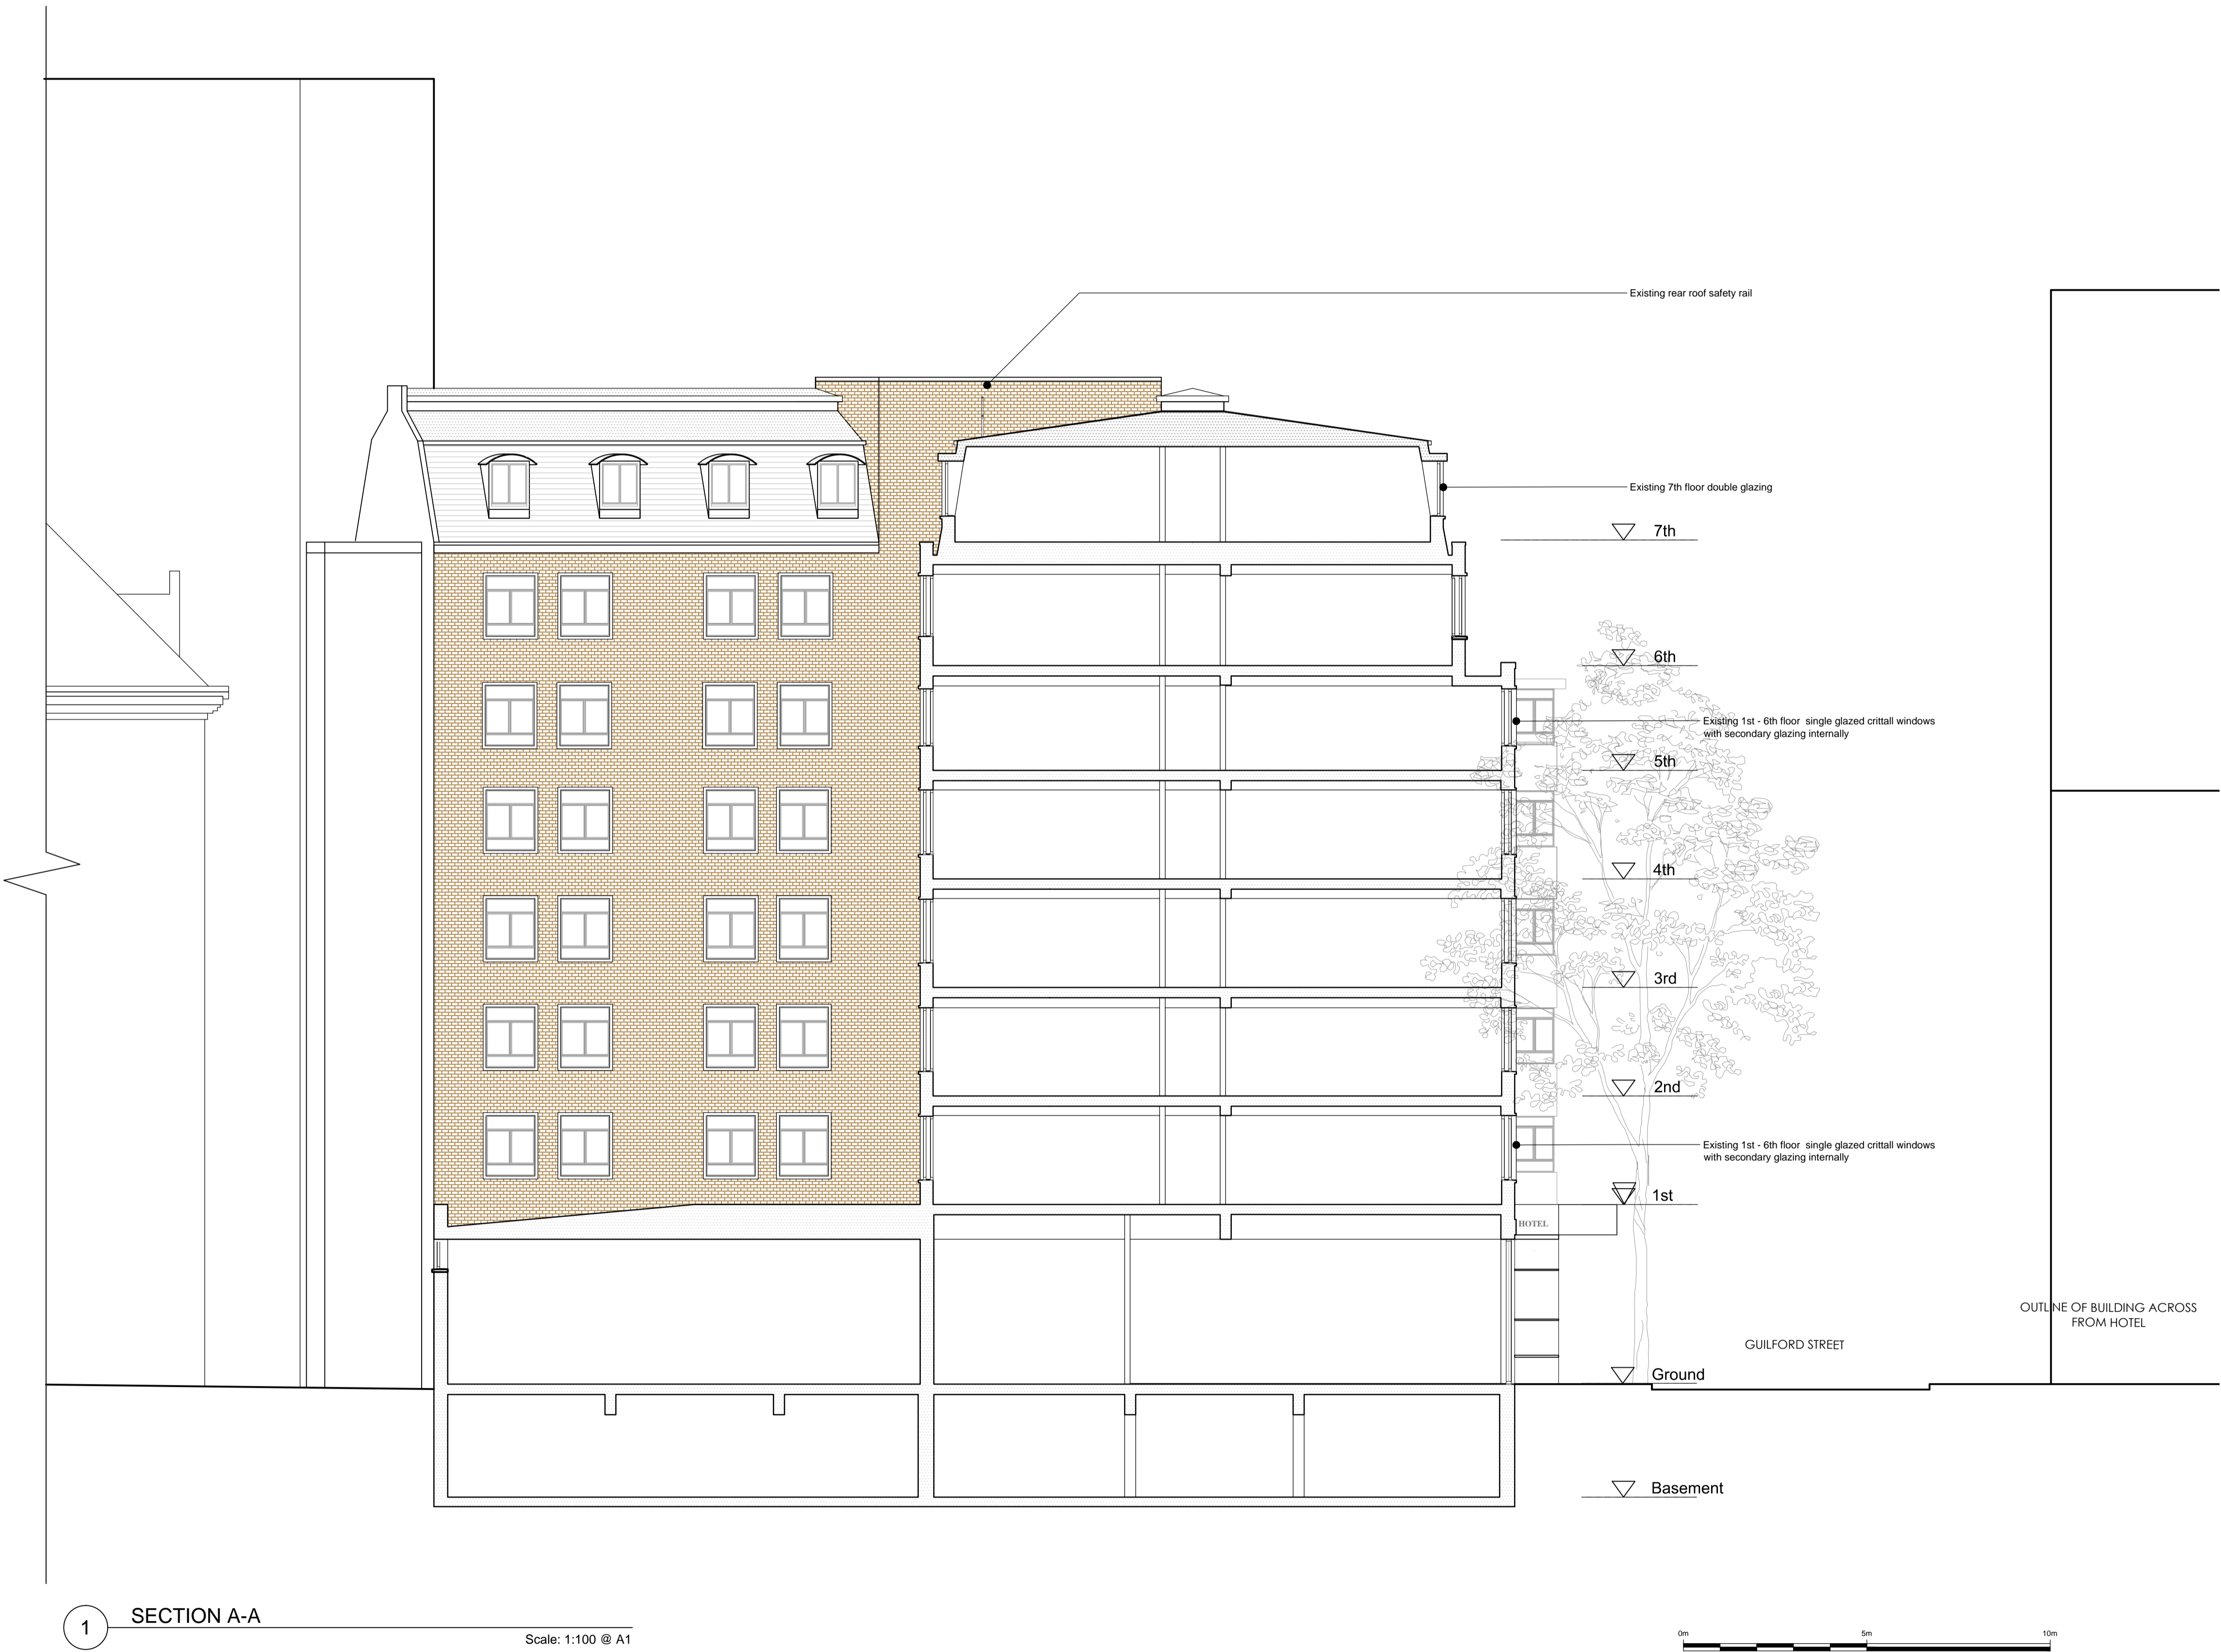 Existing rear roof safety rail
Existing 7th floor double glazing
7th
6th
Existing 1st - 6th floor single glazed crittall windows
with secondary glazing internally
5th
4th
3rd
2nd
Existing 1st - 6th floor single glazed crittall windows
with secondary glazing internally
1st
HOTEL
OUTLINE OF BUILDING ACROSS
FROM HOTEL
GUILFORD STREET
Ground
Basement
1
SECTION A-A
Scale: 1:100 @ A1
0m 5m 10m